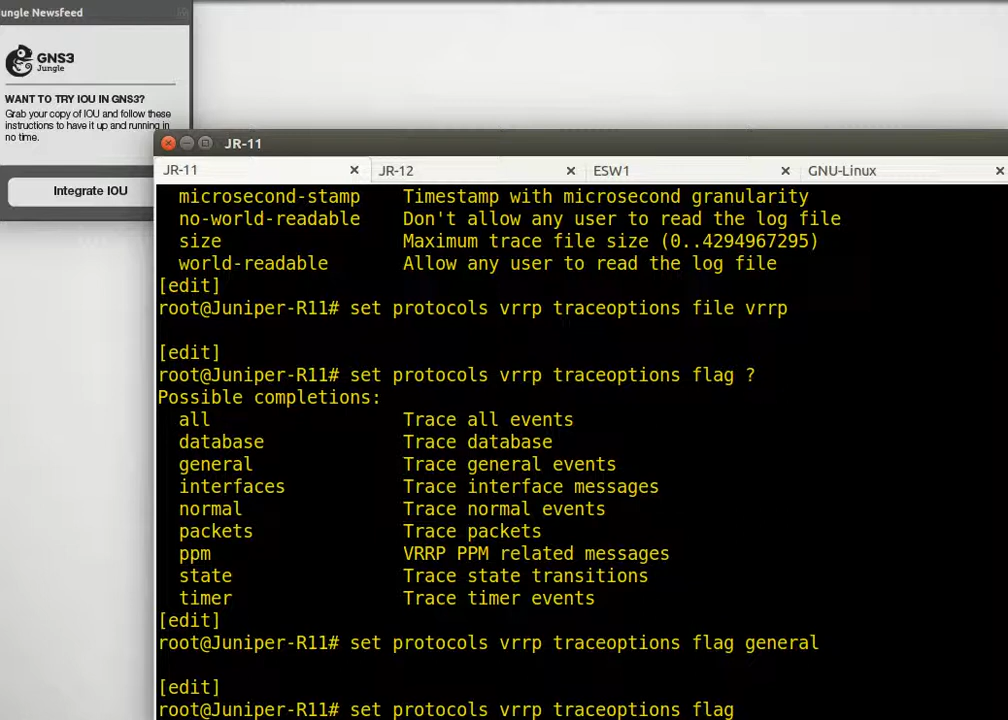 ungle Newsfeed
GNS3
Jungle
WANT TO TRY IOU IN GNS3?
Grab your copy of IOU and follow these
instructions to have it up and running in
no time.
Integrate IOU
JR-11
JR-11 JR-12 ESW1 GNU-Linux
microsecond-stamp Timestamp with microsecond granularity
no-world-readable Don't allow any user to read the log file
size Maximum trace file size (0..4294967295)
world-readable Allow any user to read the log file
[edit]
root@Juniper-R11# set protocols vrrp traceoptions file vrrp
[edit]
root@Juniper-R11# set protocols vrrp traceoptions flag ?
Possible completions:
all Trace all events
database Trace database
general Trace general events
interfaces Trace interface messages
normal Trace normal events
packets Trace packets
ppm VRRP PPM related messages
state Trace state transitions
timer Trace timer events
[edit]
root@Juniper-R11# set protocols vrrp traceoptions flag general
[edit]
root@Juniper-R11# set protocols vrrp traceoptions flag